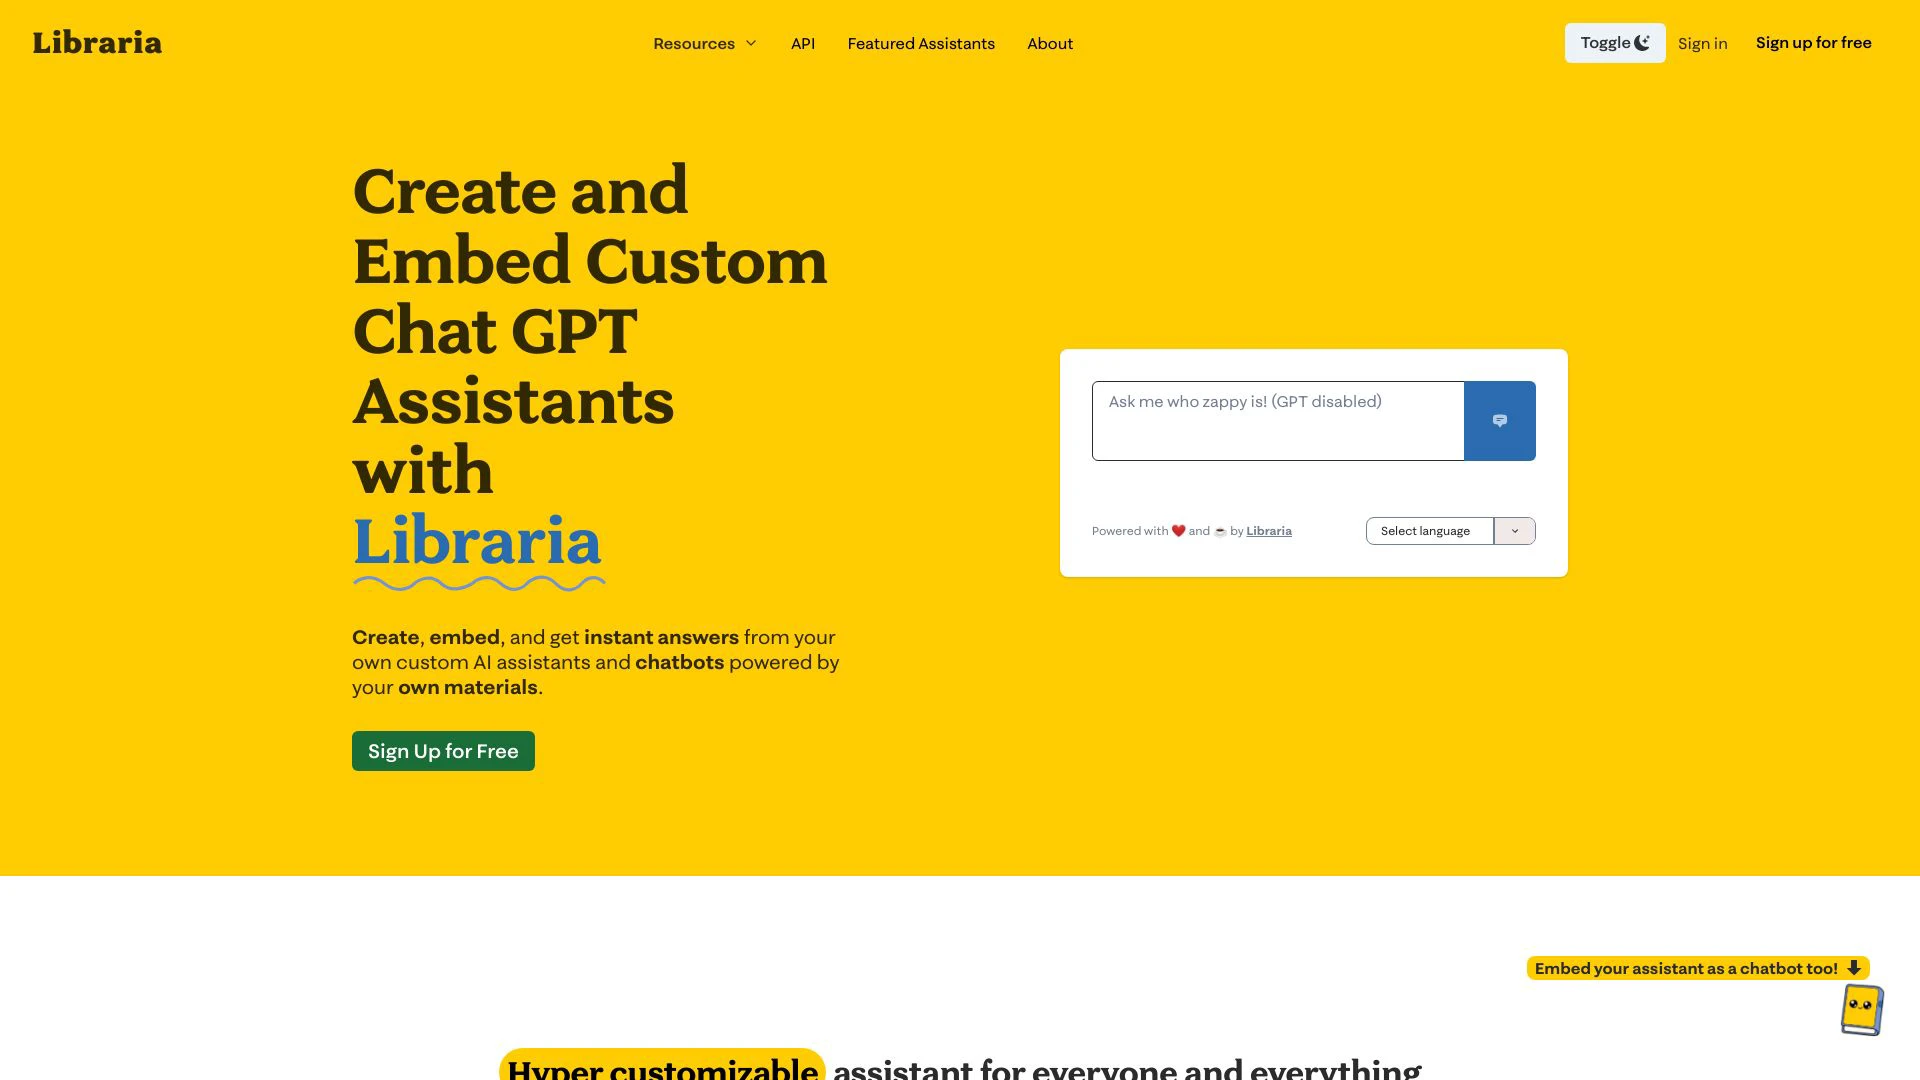 Libraria
Resources
API
Featured Assistants
About
Toggle
Sign in
Sign up for free
Create and
Embed Custom
Chat GPT
Assistants
with
Libraria
Create, embed, and get instant answers from your
own custom AI assistants and chatbots powered by
your own materials.
Sign Up for Free
Ask me who zappy is! (GPT disabled)
Powered with ❤️ and ☕ by Libraria
Select language
Embed your assistant as a chatbot too!
Hyper customizable assistant for everyone and everything